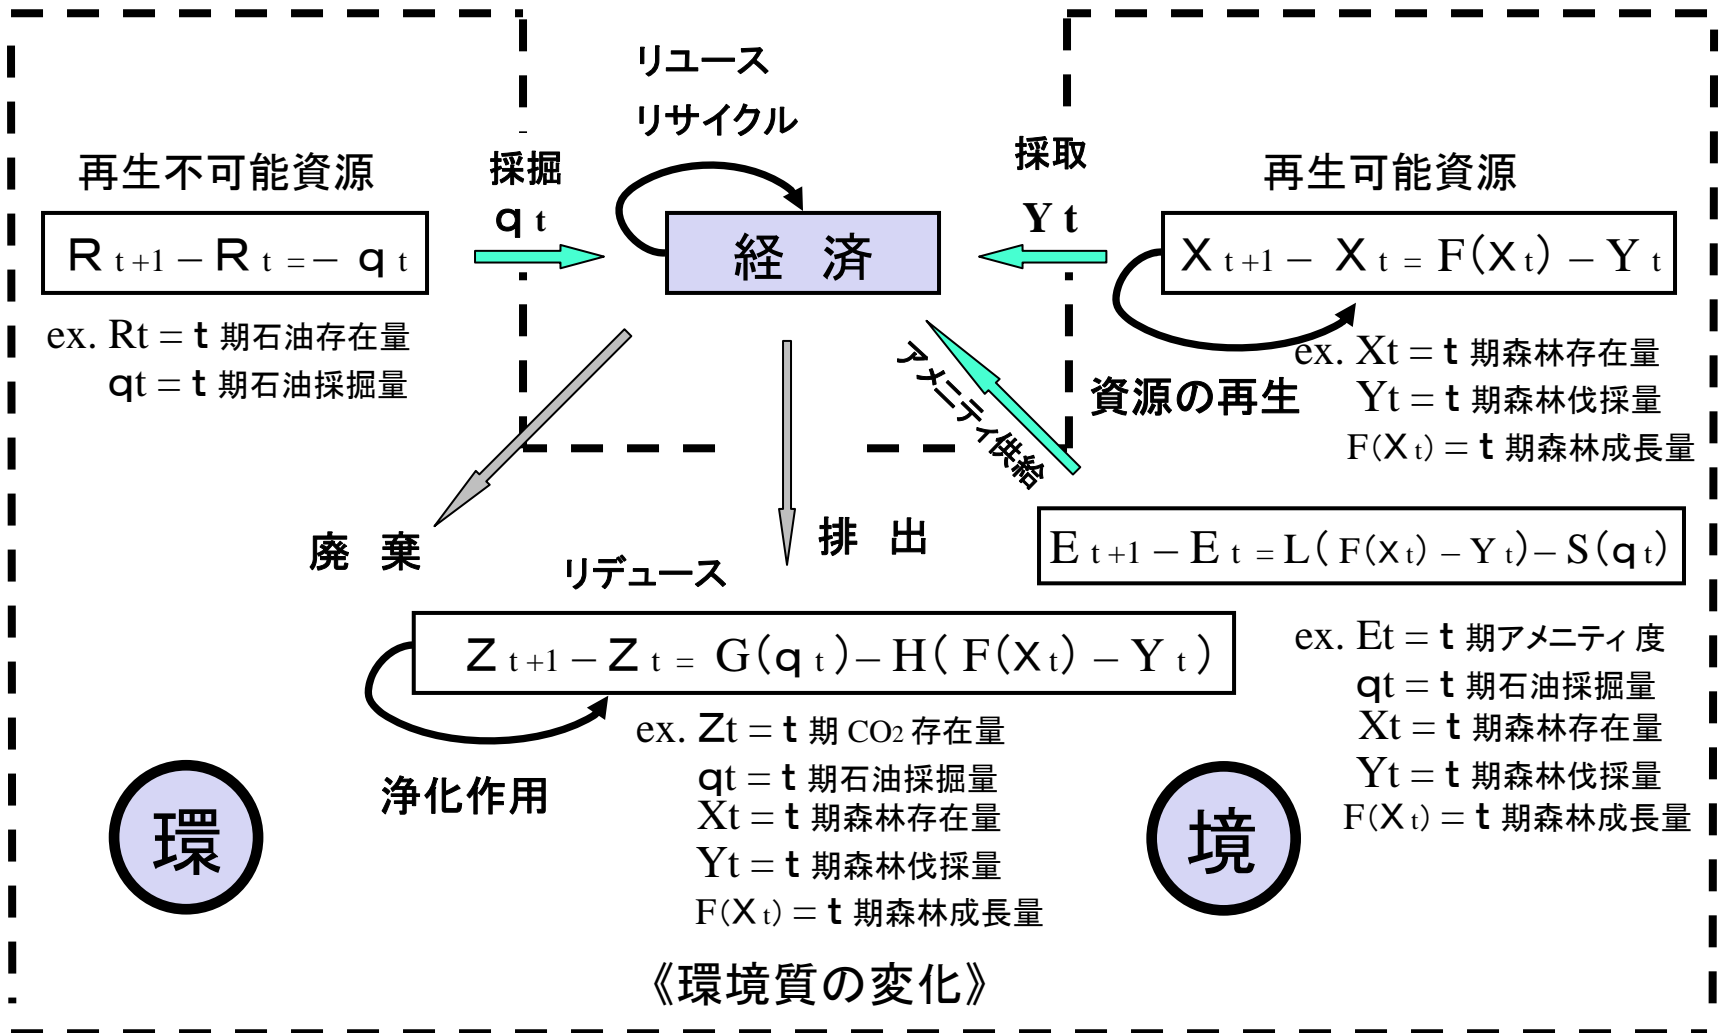 リユース
リサイクル
再生不可能資源
採掘
q t
採取
Y t
再生可能資源
R t+1 − R t = − q t
経 済
X t+1 − X t = F(X t) − Y t
ex. Rt = t 期石油存在量
qt = t 期石油採掘量
アメニティ供給
資源の再生
ex. Xt = t 期森林存在量
Yt = t 期森林伐採量
F(X t) = t 期森林成長量
廃 棄
排 出
リデュース
E t+1 − E t = L( F(X t) − Y t) − S(q t)
Z t+1 − Z t = G(q t) − H( F(X t) − Y t )
浄化作用
ex. Zt = t 期 CO2 存在量
qt = t 期石油採掘量
Xt = t 期森林存在量
Yt = t 期森林伐採量
F(X t) = t 期森林成長量
ex. Et = t 期アメニティ度
qt = t 期石油採掘量
Xt = t 期森林存在量
Yt = t 期森林伐採量
F(X t) = t 期森林成長量
環
境
《環境質の変化》